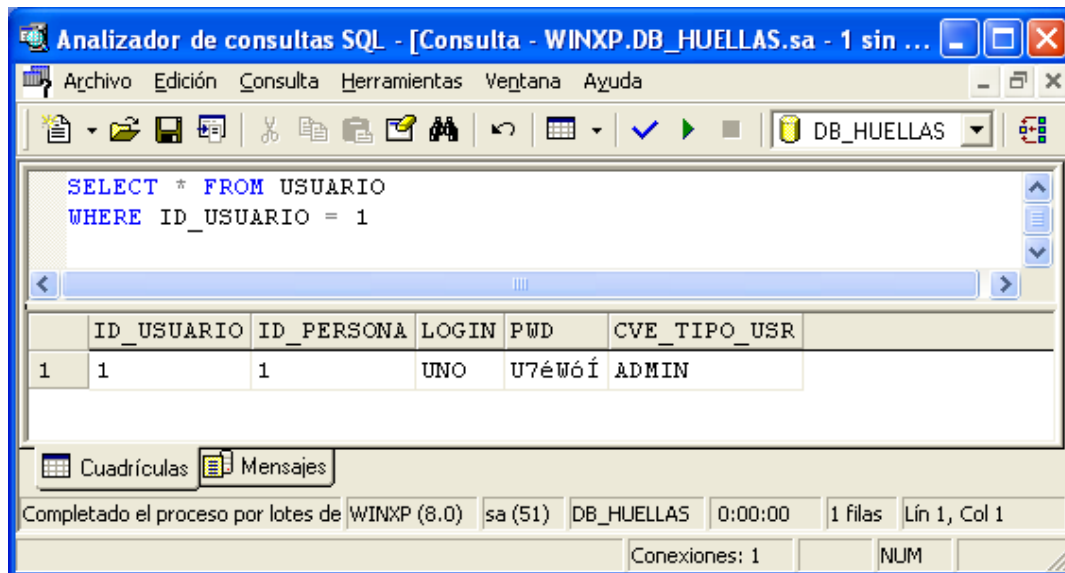 Analizador de consultas SQL - [Consulta - WINXP.DB_HUELLAS.sa - 1 sin ...
Archivo Edición Consulta Herramientas Ventana Ayuda
DB_HUELLAS
SELECT * FROM USUARIO
WHERE ID_USUARIO = 1
ID_USUARIO ID_PERSONA LOGIN PWD CVE_TIPO_USR
1 1 1 UNO U7éWóÍ ADMIN
Cuadrículas Mensajes
Completado el proceso por lotes de WINXP (8.0) sa (51) DB_HUELLAS 0:00:00 1 filas Lín 1, Col 1
Conexiones: 1 NUM